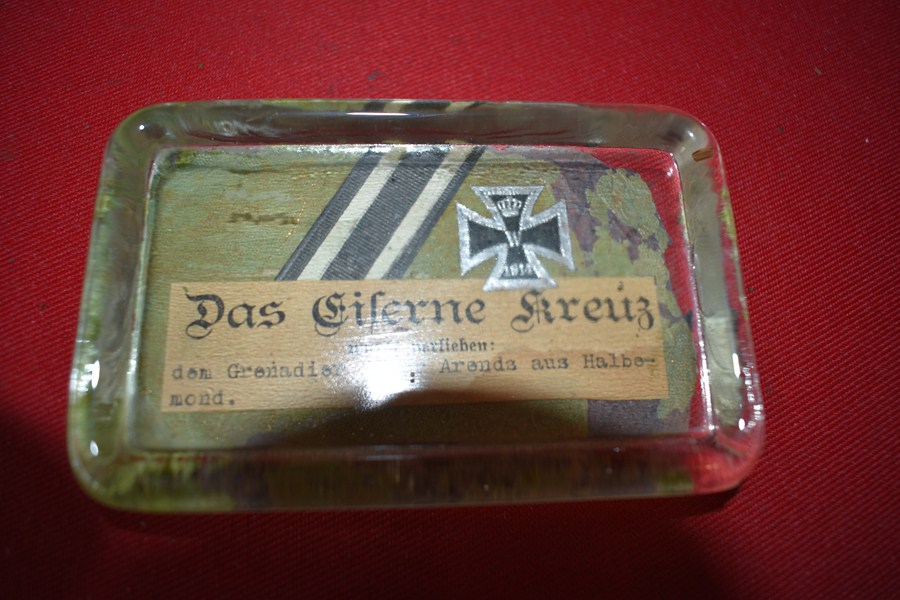 W
1914
Das Eiſerne Kreuz
verliehen:
dem Grenadier Arends aus Halbe-
mond.